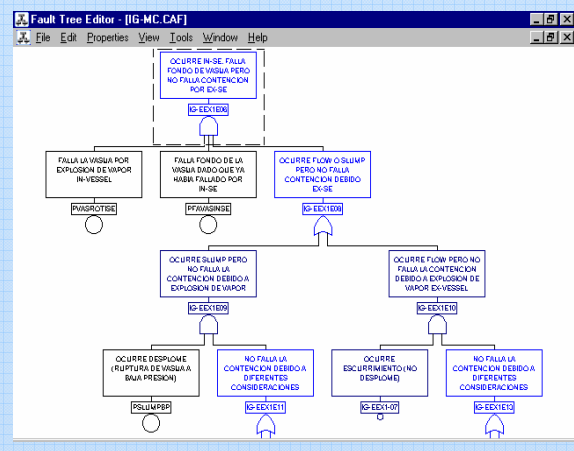 Fault Tree Editor - [IG-MC.CAF]
File Edit Properties View Tools Window Help
OCURRE IN-SE, FALLA
FONDO DE VASIJA PERO
NO FALLA CONTENCION
POR EX-SE
IG-EEX1E06
FALLA LA VASIJA POR
EXPLOSION DE VAPOR
IN-VESSEL
PVASROTISE
FALLA FONDO DE LA
VASIJA DADO QUE YA
HABIA FALLADO POR
IN-SE
PFAVASINSE
OCURRE FLOW O SLUMP
PERO NO FALLA
CONTENCION DEBIDO
EX-SE
IG-EEX1E08
OCURRE SLUMP PERO
NO FALLA LA
CONTENCION DEBIDO A
EXPLOSION DE VAPOR
IG-EEX1E09
OCURRE FLOW PERO NO
FALLA LA CONTENCION
DEBIDO A EXPLOSION DE
VAPOR EX-VESSEL
IG-EEX1E10
OCURRE DESPLOME
(RUPTURA DE VASIJA A
BAJA PRESION)
PSLUMPBP
NO FALLA LA
CONTENCION DEBIDO A
DIFERENTES
CONSIDERACIONES
IG-EEX1E11
OCURRE
ESCURRIMIENTO (NO
DESPLOME)
IG-EEX1-07
NO FALLA LA
CONTENCION DEBIDO A
DIFERENTES
CONSIDERACIONES
IG-EEX1E13